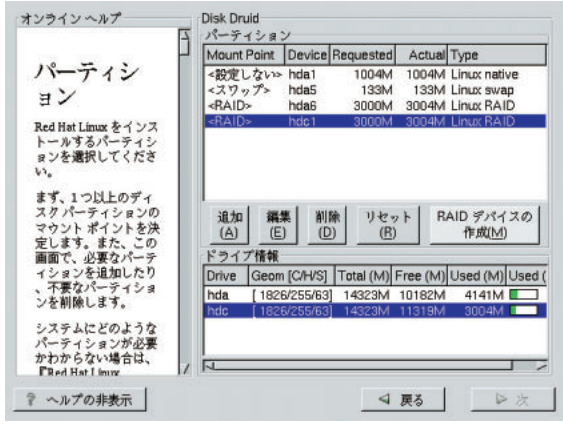 オンライン ヘルプ
パーティシ
ョン
Red Hat Linux をインス
トールするパーティシ
ョンを選択してくださ
い。
まず、1つ以上のディ
スク パーティションの
マウント ポイントを決
定します。また、この
画面で、必要なパーテ
ィションを追加したり
、不要なパーティショ
ンを削除します。
システムにどのような
パーティションが必要
かわからない場合は、
『Red Hat Linux
Disk Druid
パーティション
Mount Point Device Requested Actual Type
<設定しない> hda1 1004M 1004M Linux native
<スワップ> hda5 133M 133M Linux swap
<RAID> hda6 3000M 3004M Linux RAID
<RAID> hdc1 3000M 3004M Linux RAID
追加 編集 削除 リセット RAID デバイスの
(A) (E) (D) (R) 作成(M)
ドライブ情報
Drive Geom [C/H/S] Total (M) Free (M) Used (M) Used (
hda [ 1826/255/63] 14323M 10182M 4141M
hdc [ 1826/255/63] 14323M 11319M 3004M
? ヘルプの非表示
戻る
次